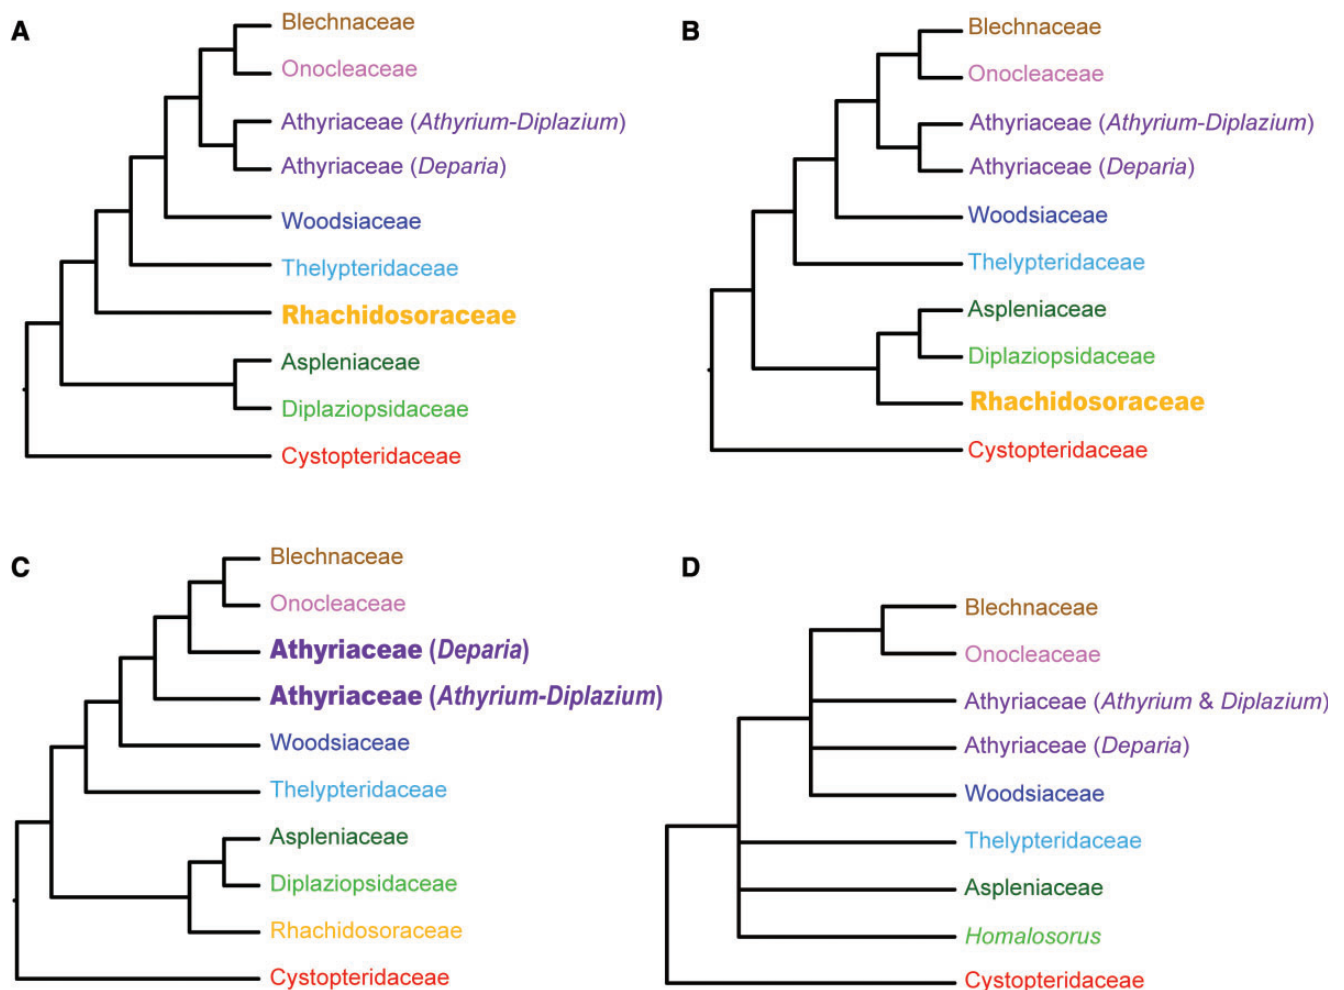 A
Blechnaceae
Onocleaceae
Athyriaceae (Athyrium-Diplazium)
Athyriaceae (Deparia)
Woodsiaceae
Thelypteridaceae
Rhachidosoraceae
Aspleniaceae
Diplaziopsidaceae
Cystopteridaceae
B
Blechnaceae
Onocleaceae
Athyriaceae (Athyrium-Diplazium)
Athyriaceae (Deparia)
Woodsiaceae
Thelypteridaceae
Aspleniaceae
Diplaziopsidaceae
Rhachidosoraceae
Cystopteridaceae
C
Blechnaceae
Onocleaceae
Athyriaceae (Deparia)
Athyriaceae (Athyrium-Diplazium)
Woodsiaceae
Thelypteridaceae
Aspleniaceae
Diplaziopsidaceae
Rhachidosoraceae
Cystopteridaceae
D
Blechnaceae
Onocleaceae
Athyriaceae (Athyrium & Diplazium)
Athyriaceae (Deparia)
Woodsiaceae
Thelypteridaceae
Aspleniaceae
Homalosorus
Cystopteridaceae